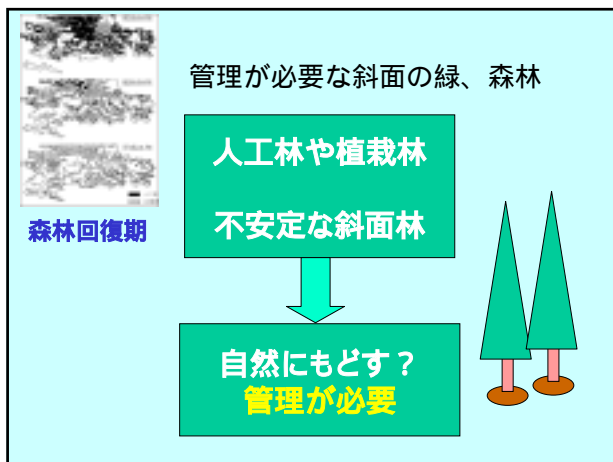 管理が必要な斜面の緑、森林
人工林や植栽林
不安定な斜面林
森林回復期
自然にもどす？
管理が必要